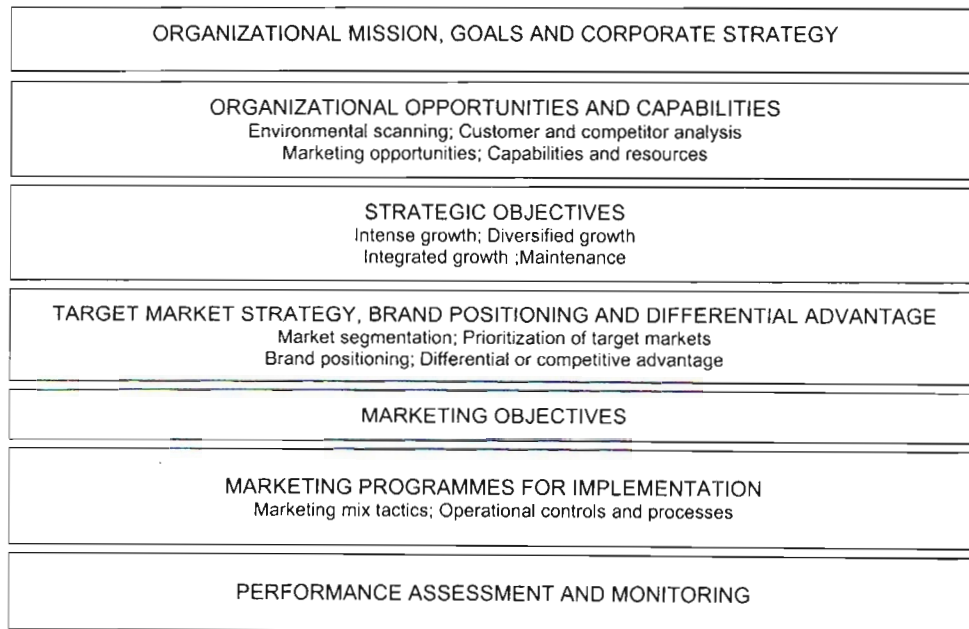 ORGANIZATIONAL MISSION, GOALS AND CORPORATE STRATEGY
ORGANIZATIONAL OPPORTUNITIES AND CAPABILITIES
Environmental scanning; Customer and competitor analysis
Marketing opportunities; Capabilities and resources
STRATEGIC OBJECTIVES
Intense growth; Diversified growth
Integrated growth ;Maintenance
TARGET MARKET STRATEGY, BRAND POSITIONING AND DIFFERENTIAL ADVANTAGE
Market segmentation; Prioritization of target markets
Brand positioning; Differential or competitive advantage
MARKETING OBJECTIVES
MARKETING PROGRAMMES FOR IMPLEMENTATION
Marketing mix tactics; Operational controls and processes
PERFORMANCE ASSESSMENT AND MONITORING